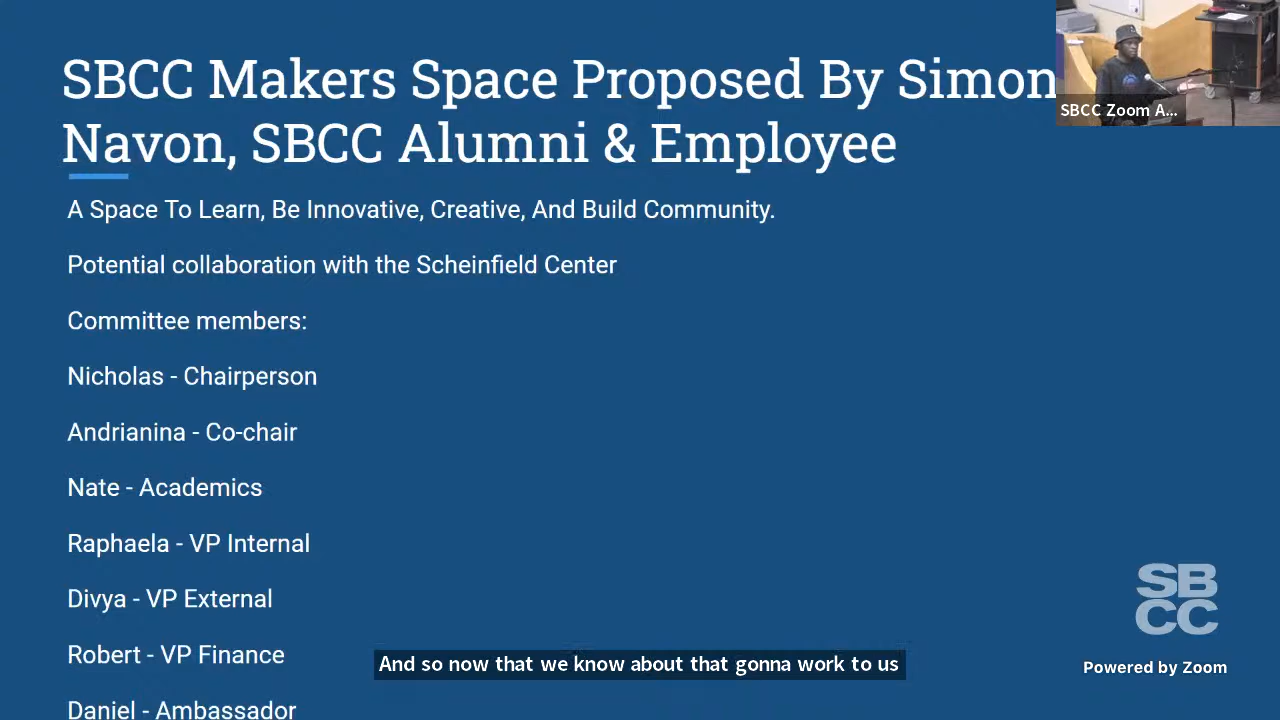 SBCC Makers Space Proposed By Simon
Navon, SBCC Alumni & Employee
SBCC Zoom A...
A Space To Learn, Be Innovative, Creative, And Build Community.
Potential collaboration with the Scheinfield Center
Committee members:
Nicholas - Chairperson
Andrianina - Co-chair
Nate - Academics
Raphaela - VP Internal
Divya - VP External
Robert - VP Finance
Daniel - Ambassador
And so now that we know about that gonna work to us
SB
CC
Powered by Zoom